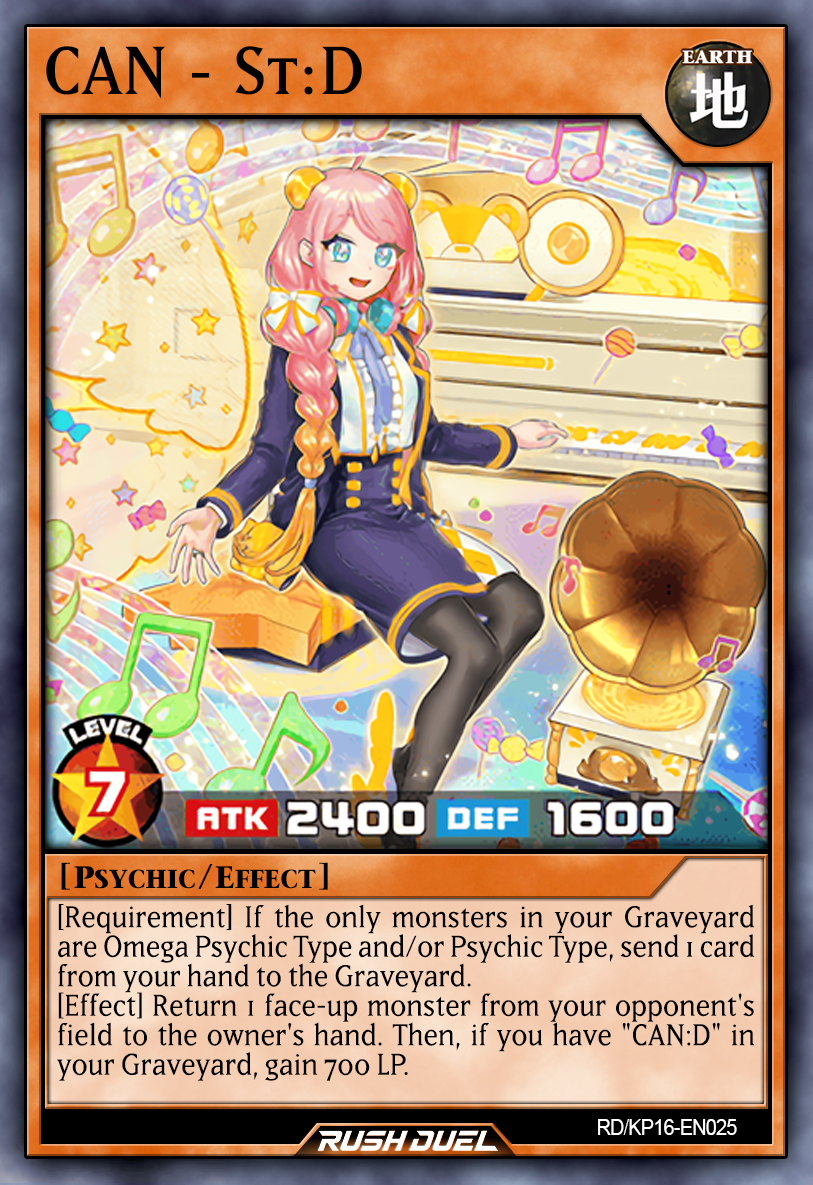 CAN - St:D
EARTH
地
LEVEL
7
ATK 2400 DEF 1600
[Psychic/Effect]
[Requirement] If the only monsters in your Graveyard
are Omega Psychic Type and/or Psychic Type, send 1 card
from your hand to the Graveyard.
[Effect] Return 1 face-up monster from your opponent's
field to the owner's hand. Then, if you have "CAN:D" in
your Graveyard, gain 700 LP.
RD/KP16-EN025
RUSH DUEL